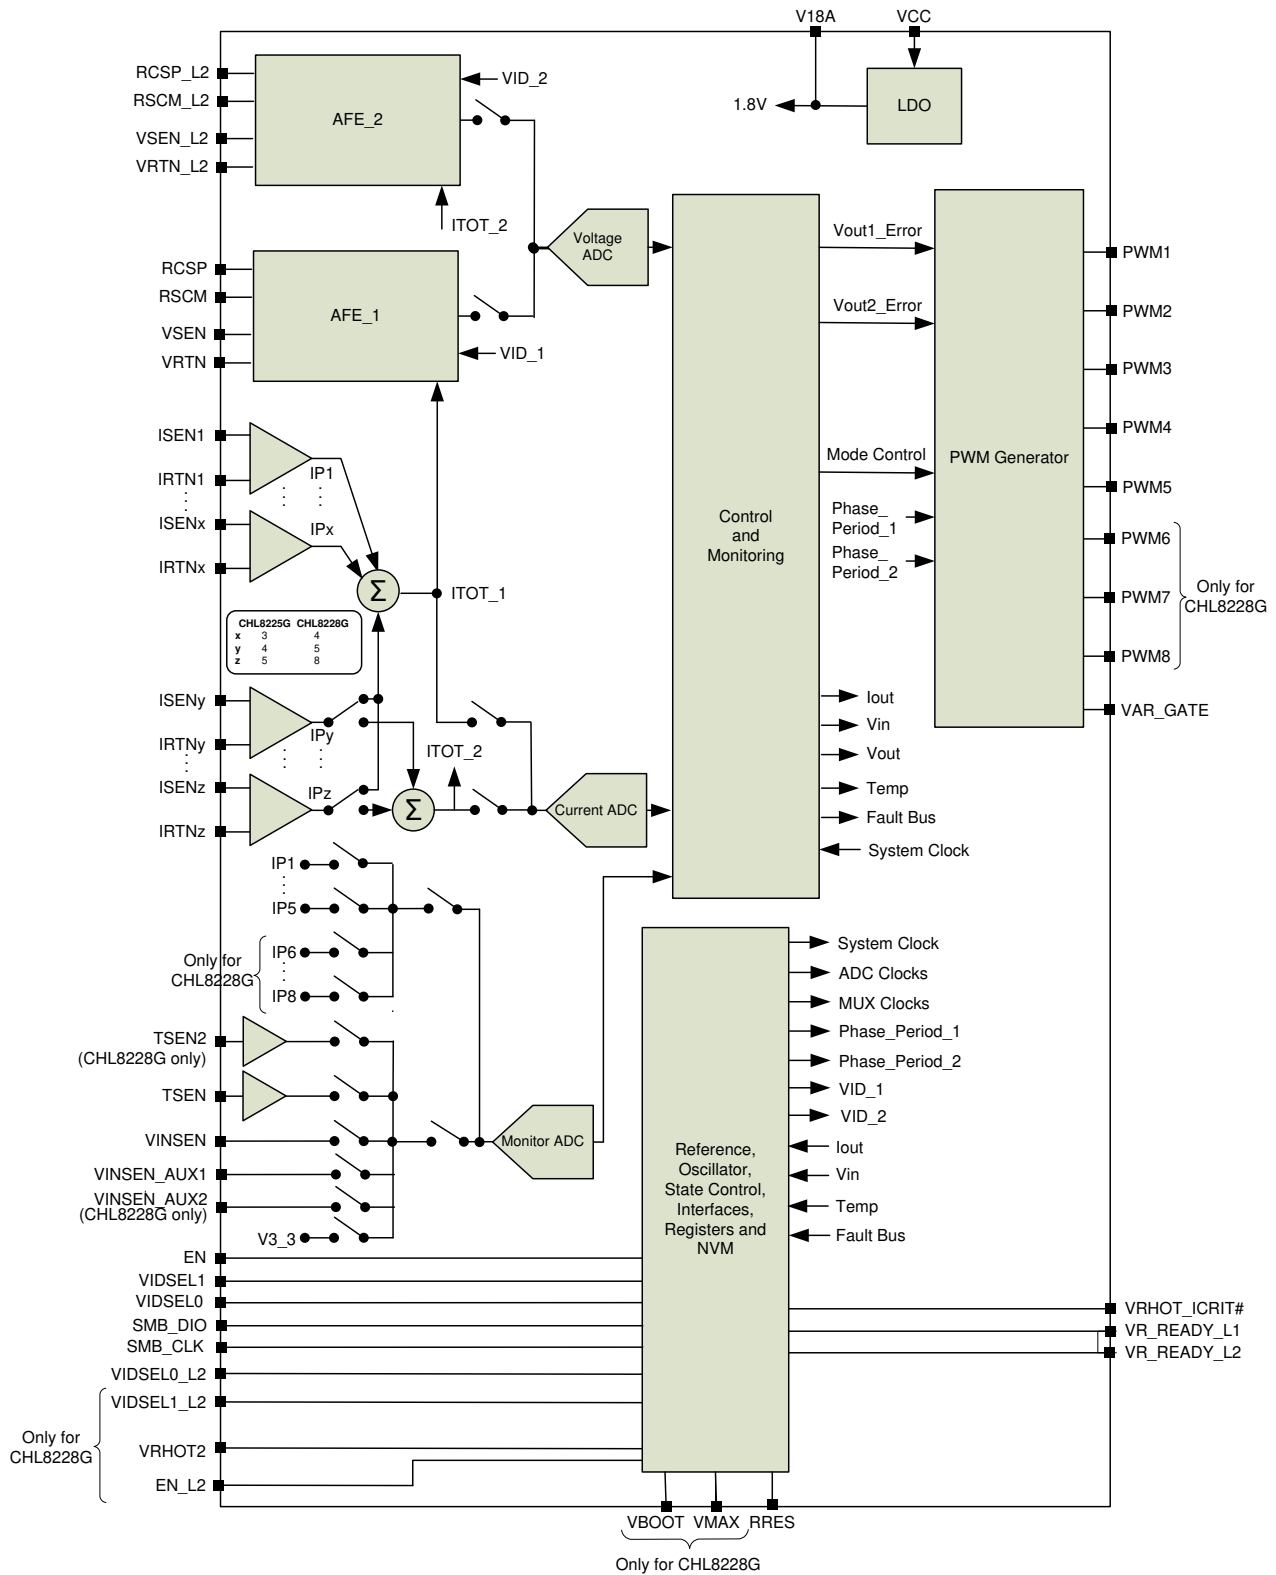 V18A
VCC
RCSP_L2
RSCM_L2
VSEN_L2
VRTN_L2
AFE_2
VID_2
1.8V
LDO
ITOT_2
Voltage
ADC
RCSP
RSCM
VSEN
VRTN
AFE_1
VID_1
Vout1_Error
Vout2_Error
Mode Control
Phase_
Period_1
Phase_
Period_2
PWM Generator
Control
and
Monitoring
PWM1
PWM2
PWM3
PWM4
PWM5
PWM6
PWM7
PWM8
Only for
CHL8228G
VAR_GATE
ISEN1
IRTN1
ISENx
IRTNx
IP1
IPx
Σ
ITOT_1
CHL8225G CHL8228G
x 3 4
y 4 5
z 5 8
ISENy
IRTNy
ISENz
IRTNz
IPy
IPz
ITOT_2
Σ
Current ADC
Iout
Vin
Vout
Temp
Fault Bus
System Clock
IP1
IP5
IP6
IP8
Only for
CHL8228G
TSEN2
(CHL8228G only)
TSEN
VINSEN
VINSEN_AUX1
VINSEN_AUX2
(CHL8228G only)
V3_3
Monitor ADC
Reference,
Oscillator,
State Control,
Interfaces,
Registers and
NVM
System Clock
ADC Clocks
MUX Clocks
Phase_Period_1
Phase_Period_2
VID_1
VID_2
Iout
Vin
Temp
Fault Bus
EN
VIDSEL1
VIDSEL0
SMB_DIO
SMB_CLK
VIDSEL0_L2
VIDSEL1_L2
VRHOT2
EN_L2
Only for
CHL8228G
VRHOT_ICRIT#
VR_READY_L1
VR_READY_L2
VBOOT VMAX RRES
Only for CHL8228G